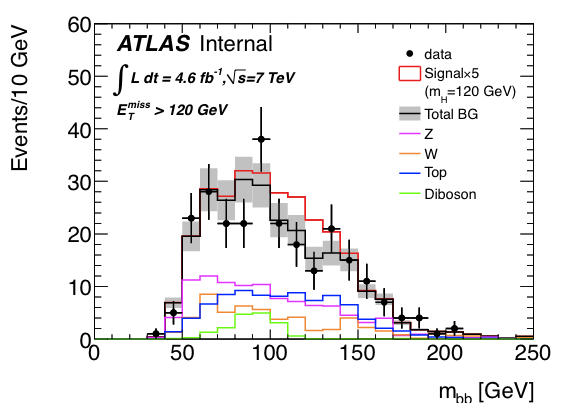 Events/10 GeV
60
50
40
30
20
10
0
ATLAS Internal
∫ L dt = 4.6 fb⁻¹,√s=7 TeV
E_T^miss > 120 GeV
data
Signal×5
(m_H=120 GeV)
Total BG
Z
W
Top
Diboson
0 50 100 150 200 250
m_bb [GeV]